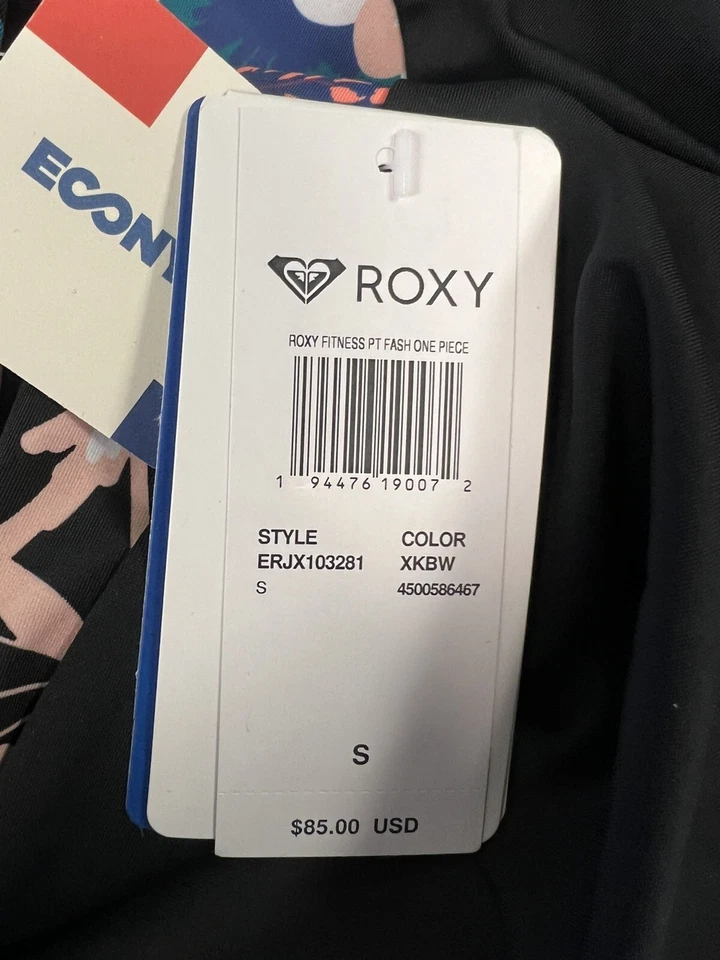 ECONY
ROXY
ROXY FITNESS PT FASH ONE PIECE
1 94476 19007 2
STYLE COLOR
ERJX103281 XKBW
S 4500586467
S
$85.00 USD